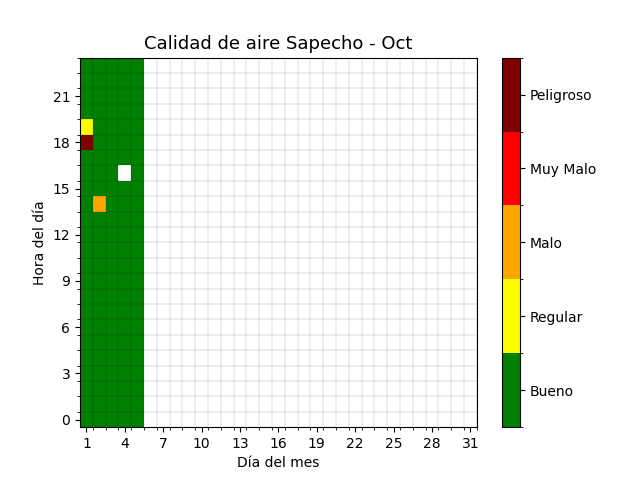 Calidad de aire Sapecho - Oct
Hora del día
21
18
15
12
9
6
3
0
1 4 7 10 13 16 19 22 25 28 31
Día del mes
Peligroso
Muy Malo
Malo
Regular
Bueno